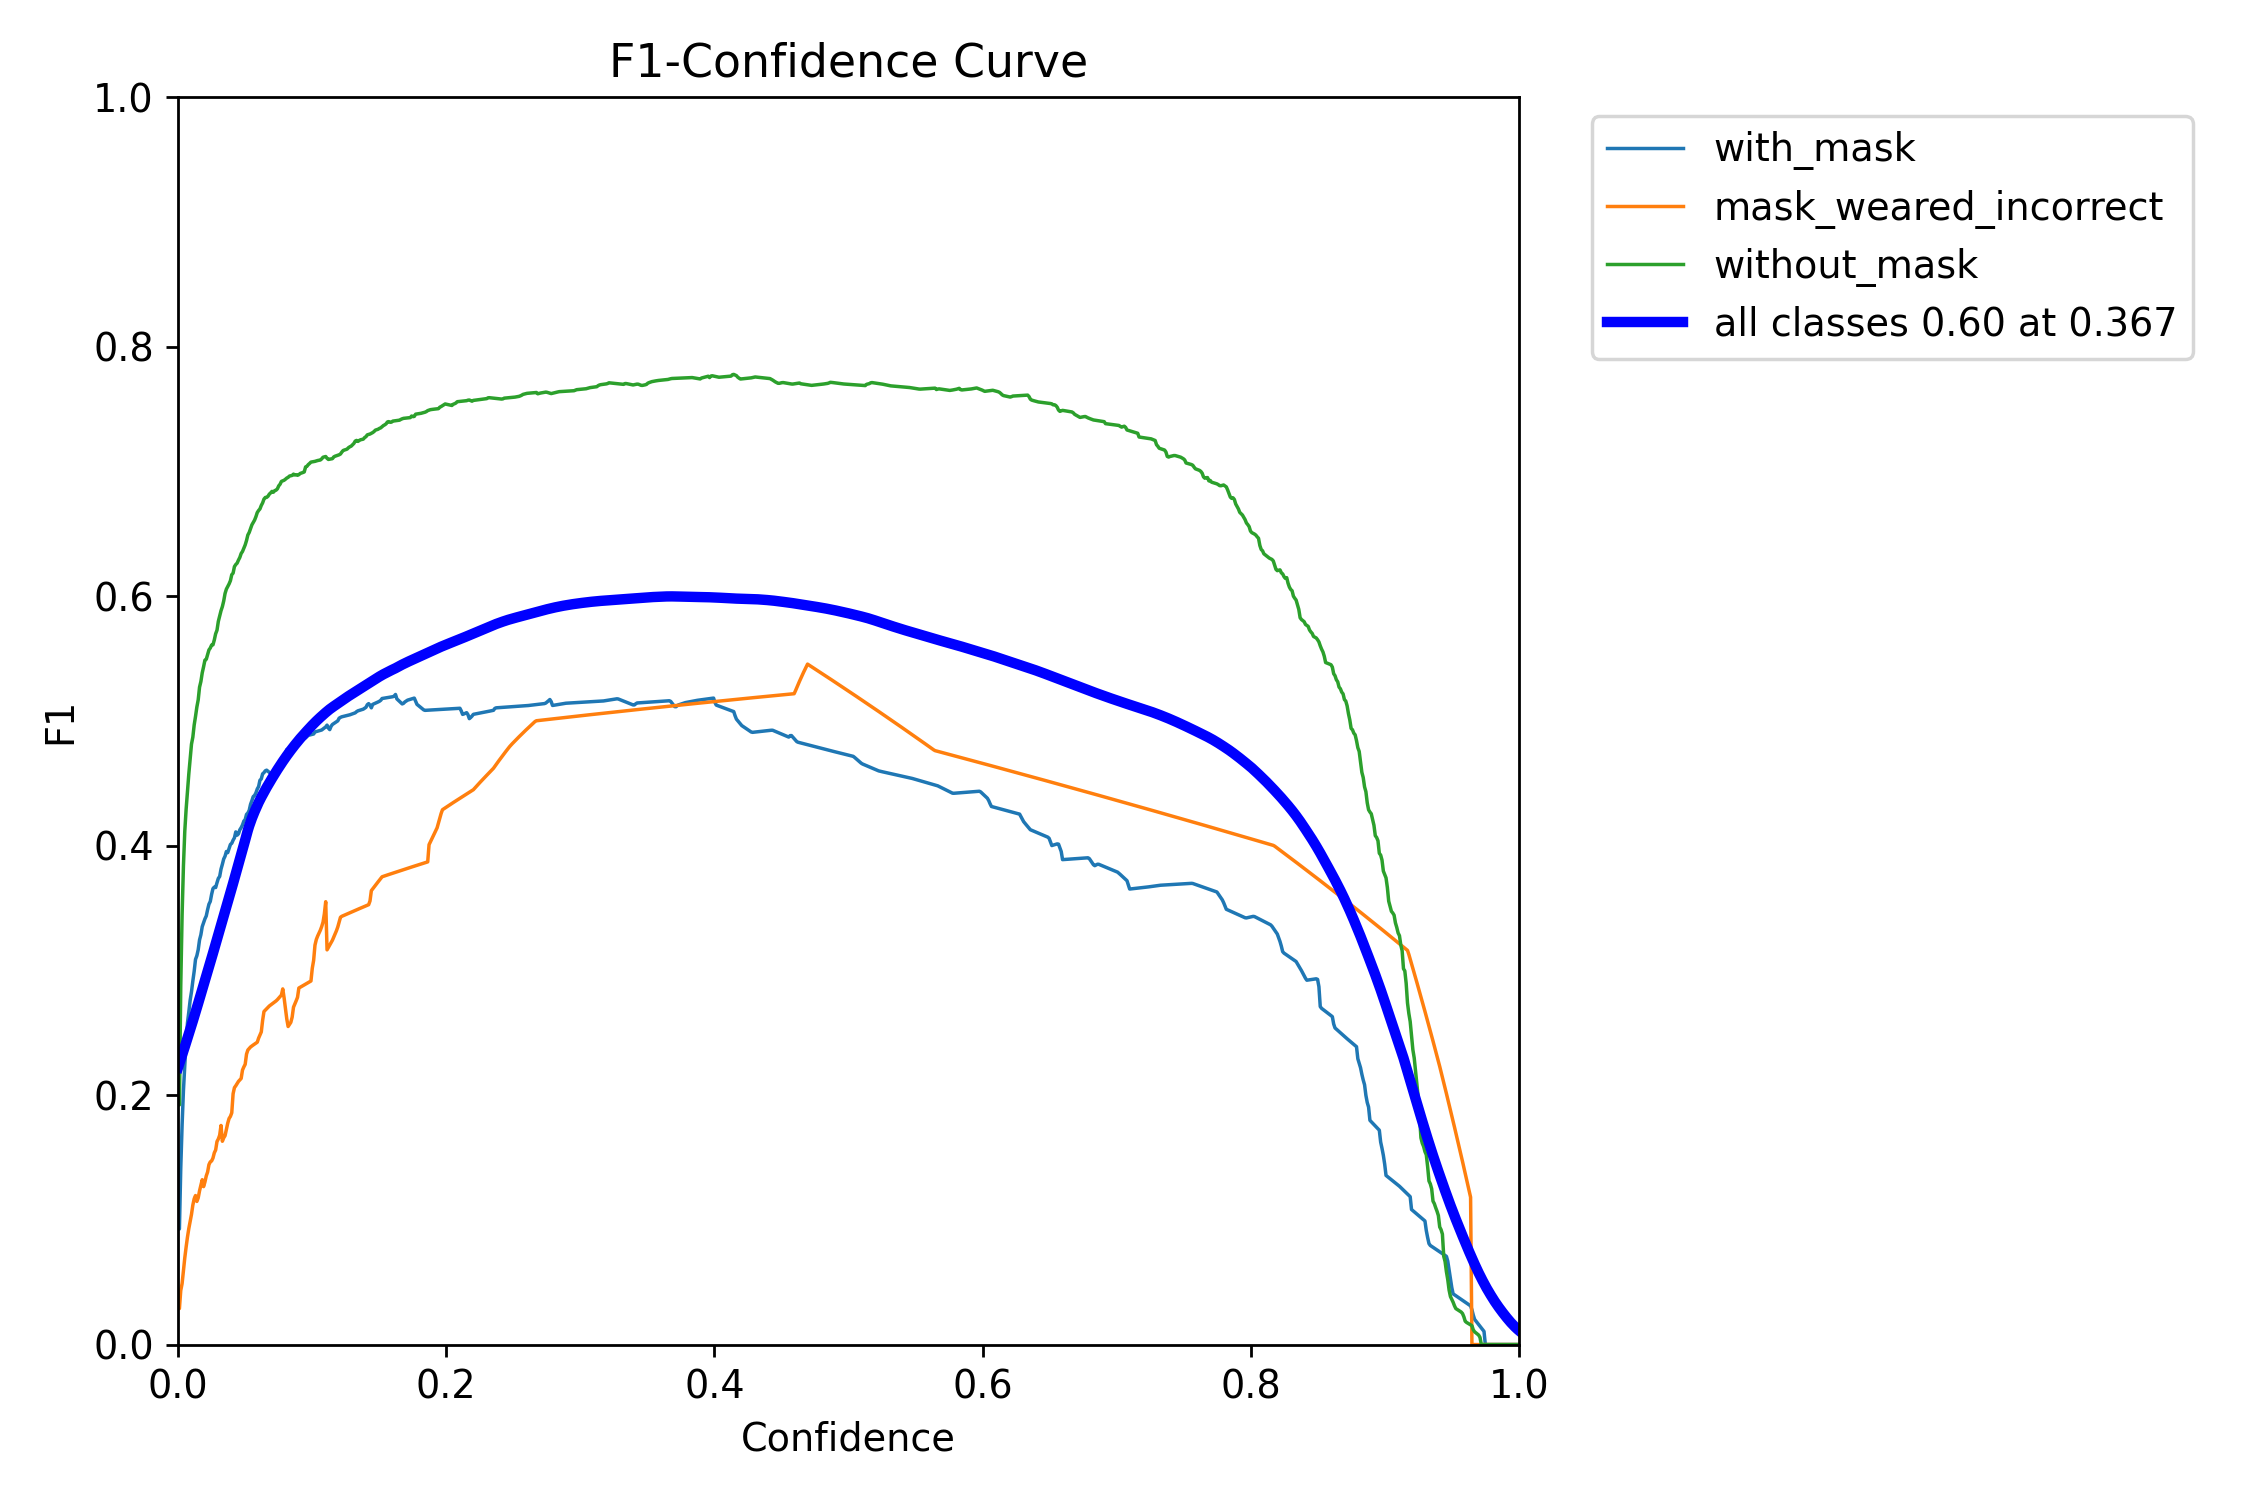 F1-Confidence Curve
1.0
0.8
0.6
0.4
0.2
0.0
F1
0.0 0.2 0.4 0.6 0.8 1.0
Confidence
with_mask
mask_weared_incorrect
without_mask
all classes 0.60 at 0.367